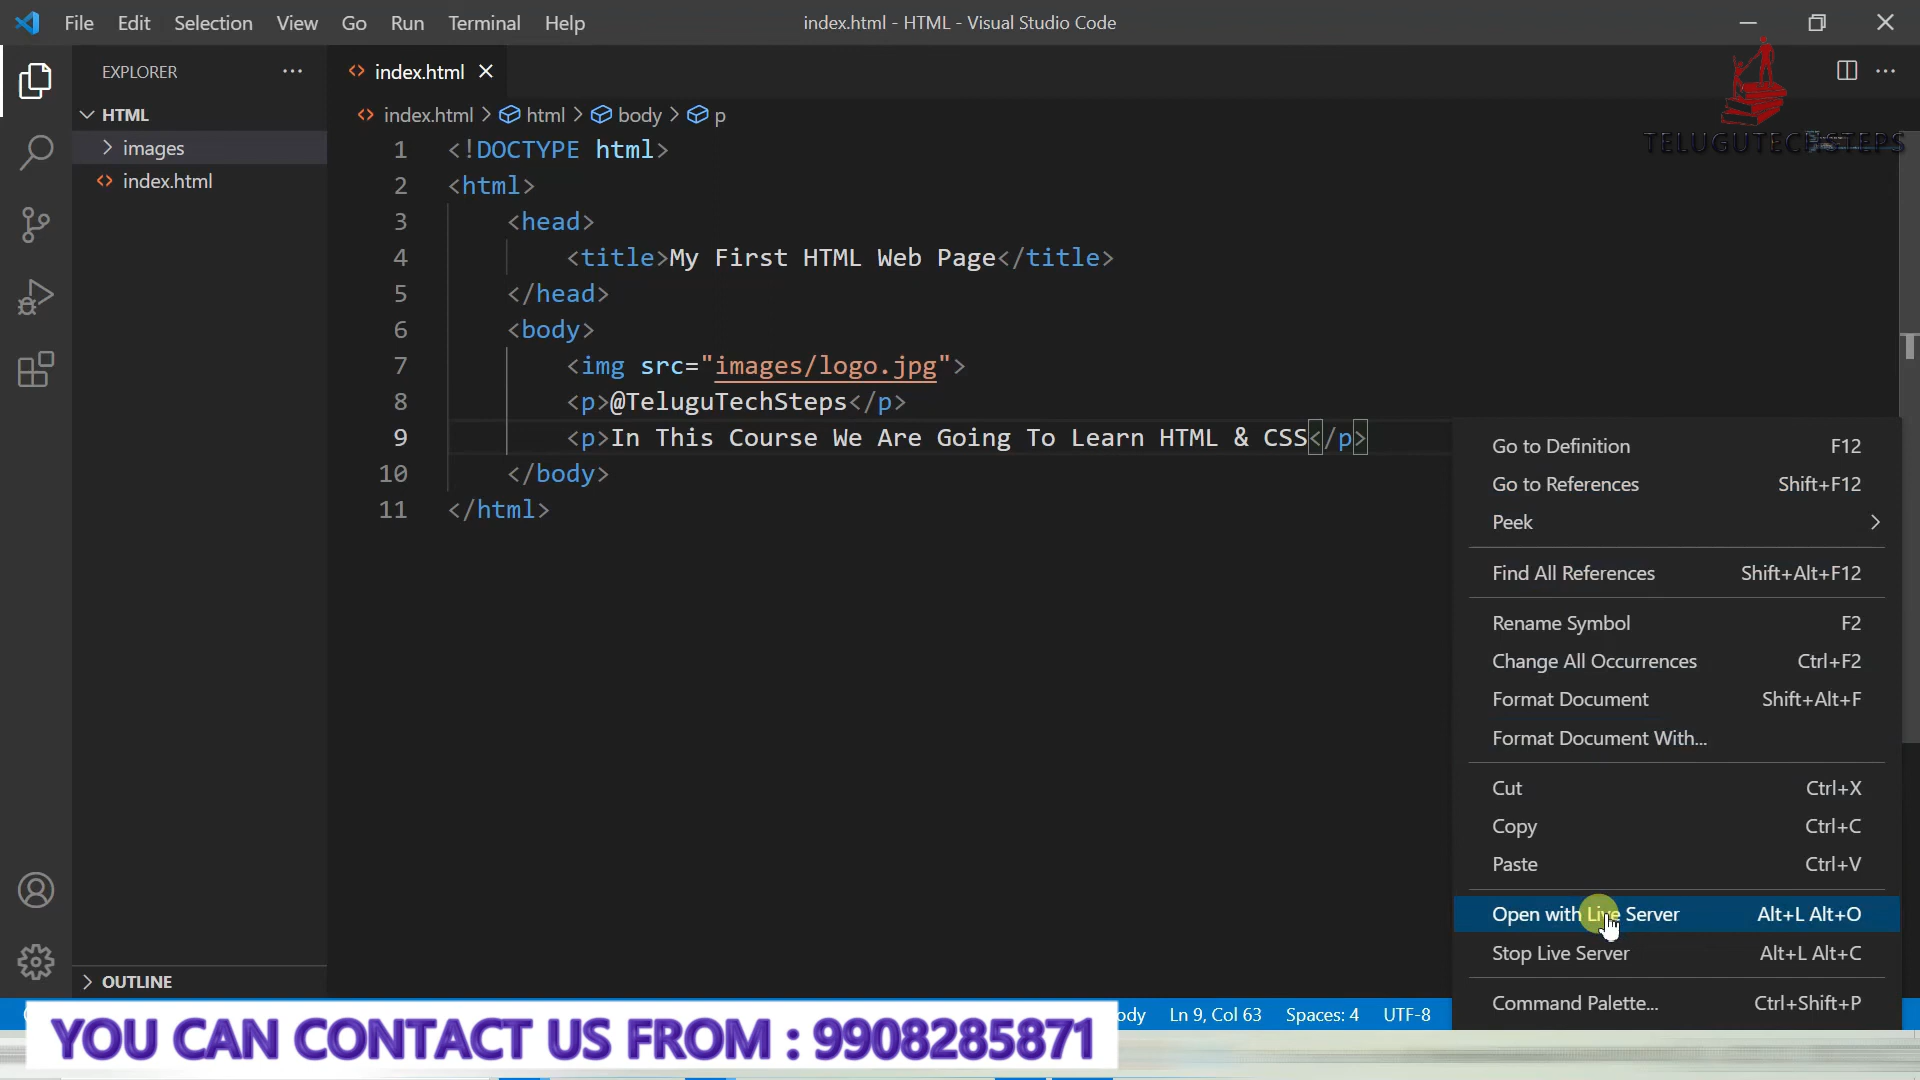 File Edit Selection View Go Run Terminal Help
index.html - HTML - Visual Studio Code
EXPLORER
index.html
TELUGUTECHSTEPS
HTML
images
index.html
index.html > html > body > p
1 <!DOCTYPE html>
2 <html>
3 <head>
4 <title>My First HTML Web Page</title>
5 </head>
6 <body>
7 <img src="images/logo.jpg">
8 <p>@TeluguTechSteps</p>
9 <p>In This Course We Are Going To Learn HTML & CSS</p>
10 </body>
11 </html>
Go to Definition F12
Go to References Shift+F12
Peek
Find All References Shift+Alt+F12
Rename Symbol F2
Change All Occurrences Ctrl+F2
Format Document Shift+Alt+F
Format Document With...
Cut Ctrl+X
Copy Ctrl+C
Paste Ctrl+V
Open with Live Server Alt+L Alt+O
Stop Live Server Alt+L Alt+C
Command Palette... Ctrl+Shift+P
OUTLINE
Ln 9, Col 63 Spaces: 4 UTF-8
YOU CAN CONTACT US FROM : 9908285871